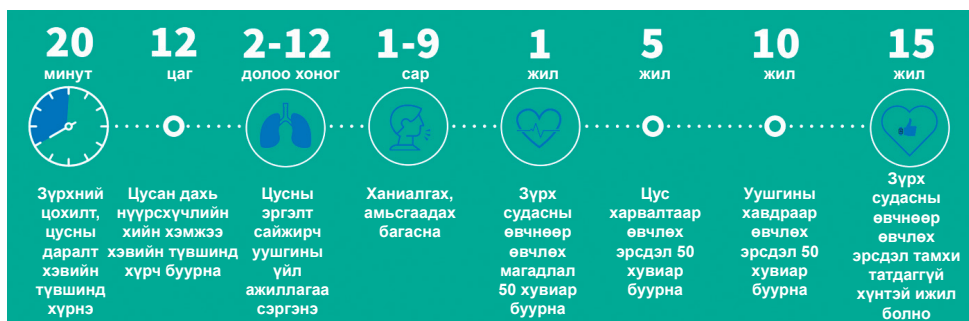 20
минут
12
цаг
2-12
долоо хоног
1-9
сар
1
жил
5
жил
10
жил
15
жил
Зүрхний
цохилт,
цусны
даралт
хэвийн
түвшинд
хүрнэ
Цусан дахь
нүүрсхүчлийн
хийн хэмжээ
хэвийн түвшинд
хүрч буурна
Цусны
эргэлт
сайжирч
уушгины
үйл
ажиллагаа
сэргэнэ
Ханиалгах,
амьсгаадах
багасна
Зүрх
судасны
өвчнөөр
өвчлөх
магадлал
50 хувиар
буурна
Цус
харвалтаар
өвчлөх
эрсдэл 50
хувиар
буурна
Уушгины
хавдраар
өвчлөх
эрсдэл 50
хувиар
буурна
Зүрх
судасны
өвчнөөр
өвчлөх
эрсдэл тамхи
татдаггүй
хүнтэй ижил
болно